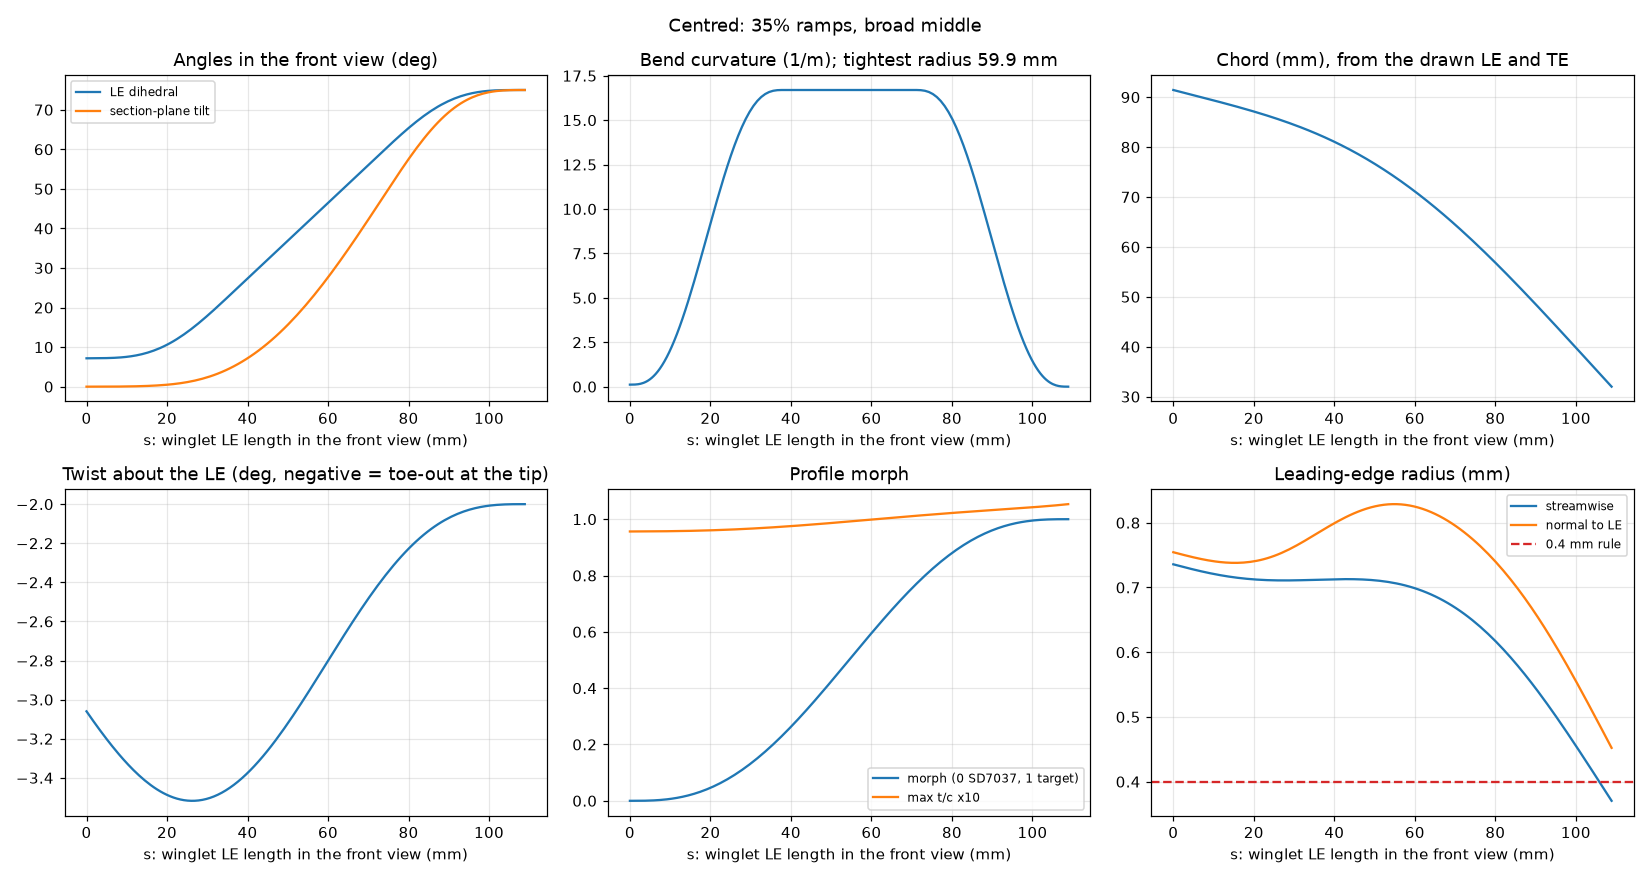 Centred: 35% ramps, broad middle
Angles in the front view (deg)
LE dihedral
section-plane tilt
70
60
50
40
30
20
10
0
0 20 40 60 80 100
s: winglet LE length in the front view (mm)
Bend curvature (1/m); tightest radius 59.9 mm
17.5
15.0
12.5
10.0
7.5
5.0
2.5
0.0
0 20 40 60 80 100
s: winglet LE length in the front view (mm)
Chord (mm), from the drawn LE and TE
90
80
70
60
50
40
30
0 20 40 60 80 100
s: winglet LE length in the front view (mm)
Twist about the LE (deg, negative = toe-out at the tip)
−2.0
−2.2
−2.4
−2.6
−2.8
−3.0
−3.2
−3.4
0 20 40 60 80 100
s: winglet LE length in the front view (mm)
Profile morph
1.0
0.8
0.6
0.4
0.2
0.0
morph (0 SD7037, 1 target)
max t/c x10
0 20 40 60 80 100
s: winglet LE length in the front view (mm)
Leading-edge radius (mm)
streamwise
normal to LE
0.4 mm rule
0.8
0.7
0.6
0.5
0.4
0 20 40 60 80 100
s: winglet LE length in the front view (mm)